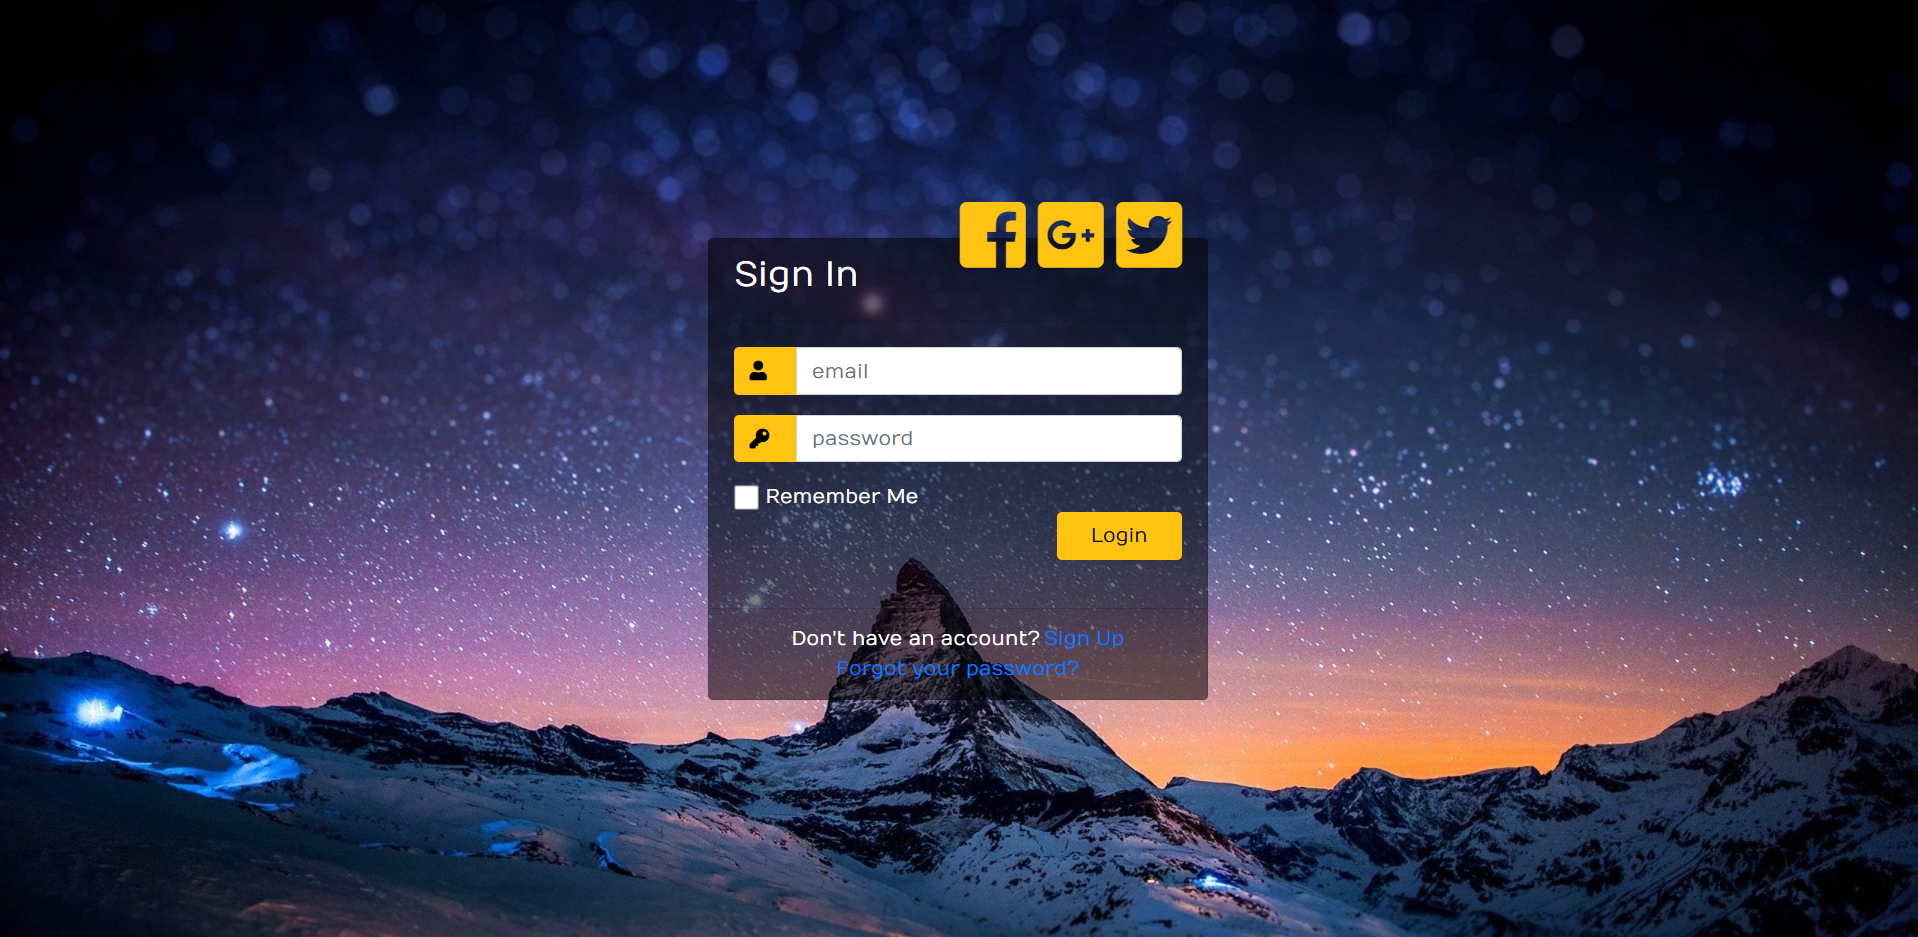 Sign In
G+
email
password
Remember Me
Login
Don't have an account? Sign Up
Forgot your password?